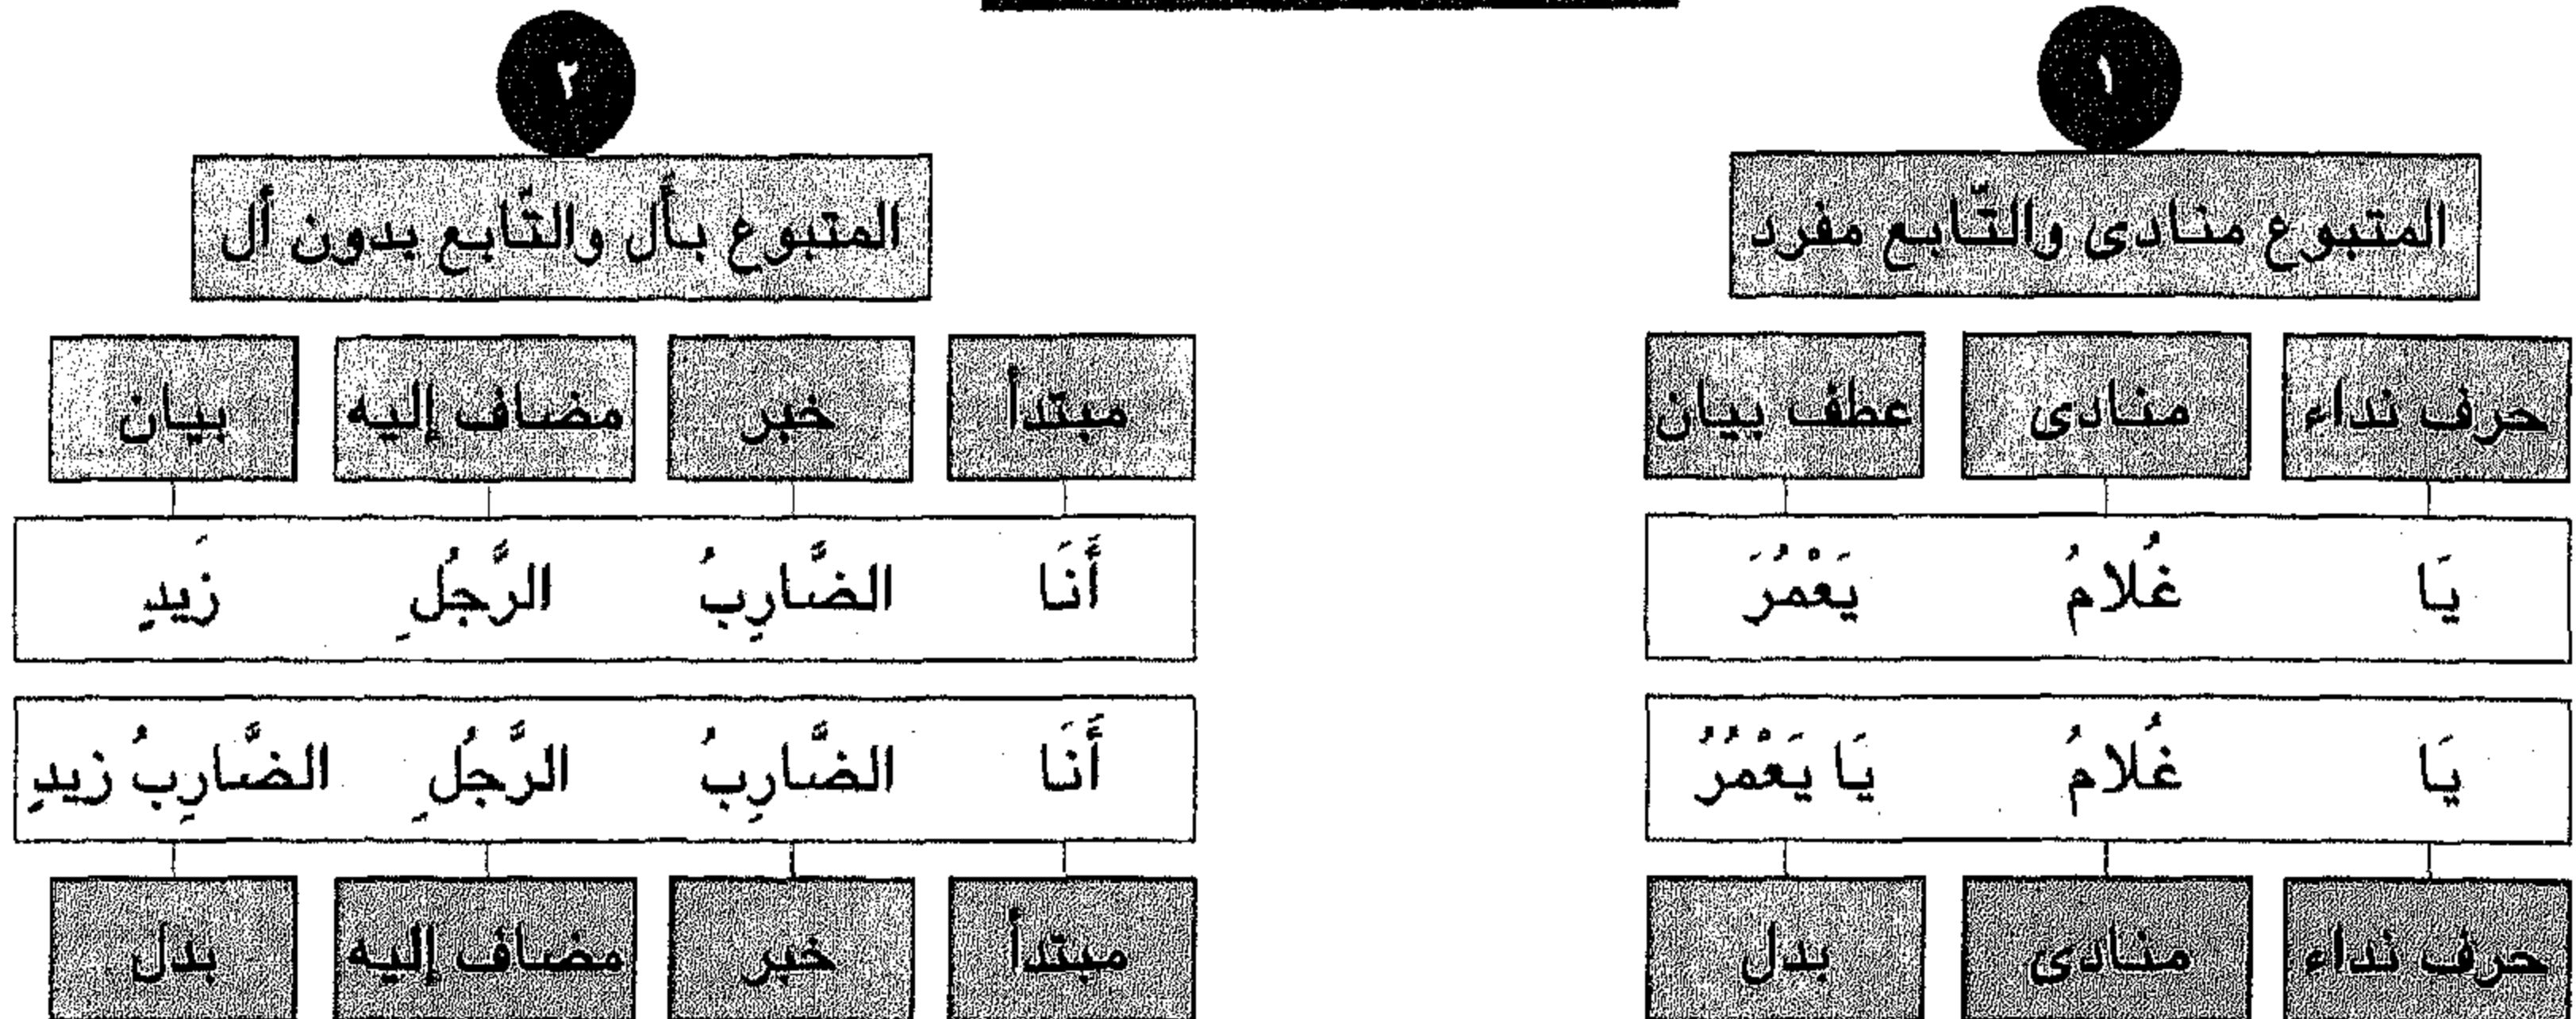 ١
المتبوع منادى والتّابع مفرد
حرف نداء منادى عطف بيان
يَا غُلامُ يَعْمُرَ
يَا غُلامُ يَا يَعْمُرُ
حرف نداء منادى بدل
٢
المتبوع بأل والتّابع بدون أل
مبتدأ خبر مضاف إليه بيان
أَنَا الضَّارِبُ الرَّجُلِ زَيدٍ
أَنَا الضَّارِبُ الرَّجُلِ الضَّارِبُ زيدٍ
مبتدأ خبر مضاف إليه بدل